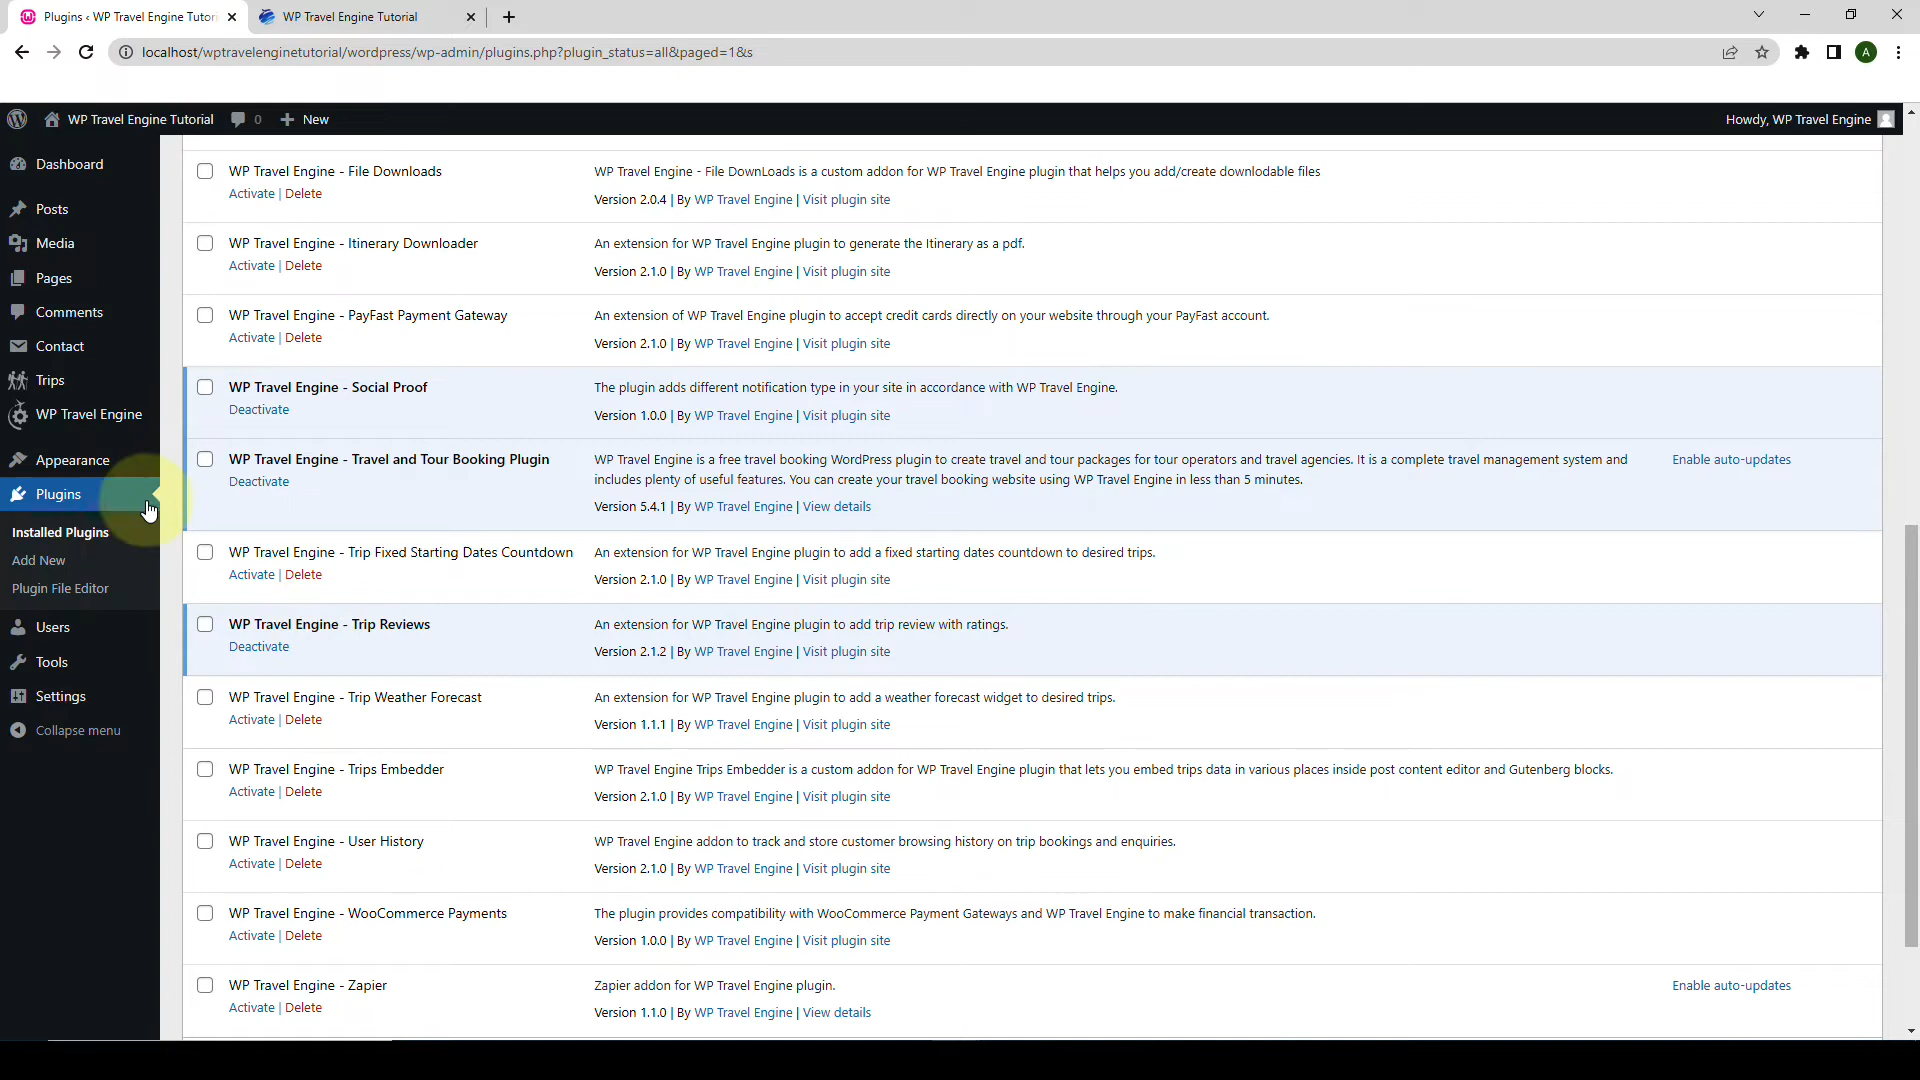 Plugins ‹ WP Travel Engine Tutori
WP Travel Engine Tutorial
localhost/wptravelenginetutorial/wordpress/wp-admin/plugins.php?plugin_status=all&paged=1&s
A
WP Travel Engine Tutorial
0
New
Howdy, WP Travel Engine
Dashboard
Posts
Media
Pages
Comments
Contact
Trips
WP Travel Engine
Appearance
Plugins
Installed Plugins
Add New
Plugin File Editor
Users
Tools
Settings
Collapse menu
WP Travel Engine - File Downloads
Activate | Delete
WP Travel Engine - File DownLoads is a custom addon for WP Travel Engine plugin that helps you add/create downlodable files
Version 2.0.4 | By WP Travel Engine | Visit plugin site
WP Travel Engine - Itinerary Downloader
Activate | Delete
An extension for WP Travel Engine plugin to generate the Itinerary as a pdf.
Version 2.1.0 | By WP Travel Engine | Visit plugin site
WP Travel Engine - PayFast Payment Gateway
Activate | Delete
An extension of WP Travel Engine plugin to accept credit cards directly on your website through your PayFast account.
Version 2.1.0 | By WP Travel Engine | Visit plugin site
WP Travel Engine - Social Proof
Deactivate
The plugin adds different notification type in your site in accordance with WP Travel Engine.
Version 1.0.0 | By WP Travel Engine | Visit plugin site
WP Travel Engine - Travel and Tour Booking Plugin
Deactivate
WP Travel Engine is a free travel booking WordPress plugin to create travel and tour packages for tour operators and travel agencies. It is a complete travel management system and
includes plenty of useful features. You can create your travel booking website using WP Travel Engine in less than 5 minutes.
Version 5.4.1 | By WP Travel Engine | View details
Enable auto-updates
WP Travel Engine - Trip Fixed Starting Dates Countdown
Activate | Delete
An extension for WP Travel Engine plugin to add a fixed starting dates countdown to desired trips.
Version 2.1.0 | By WP Travel Engine | Visit plugin site
WP Travel Engine - Trip Reviews
Deactivate
An extension for WP Travel Engine plugin to add trip review with ratings.
Version 2.1.2 | By WP Travel Engine | Visit plugin site
WP Travel Engine - Trip Weather Forecast
Activate | Delete
An extension for WP Travel Engine plugin to add a weather forecast widget to desired trips.
Version 1.1.1 | By WP Travel Engine | Visit plugin site
WP Travel Engine - Trips Embedder
Activate | Delete
WP Travel Engine Trips Embedder is a custom addon for WP Travel Engine plugin that lets you embed trips data in various places inside post content editor and Gutenberg blocks.
Version 2.1.0 | By WP Travel Engine | Visit plugin site
WP Travel Engine - User History
Activate | Delete
WP Travel Engine addon to track and store customer browsing history on trip bookings and enquiries.
Version 2.1.0 | By WP Travel Engine | Visit plugin site
WP Travel Engine - WooCommerce Payments
Activate | Delete
The plugin provides compatibility with WooCommerce Payment Gateways and WP Travel Engine to make financial transaction.
Version 1.0.0 | By WP Travel Engine | Visit plugin site
WP Travel Engine - Zapier
Activate | Delete
Zapier addon for WP Travel Engine plugin.
Version 1.1.0 | By WP Travel Engine | View details
Enable auto-updates